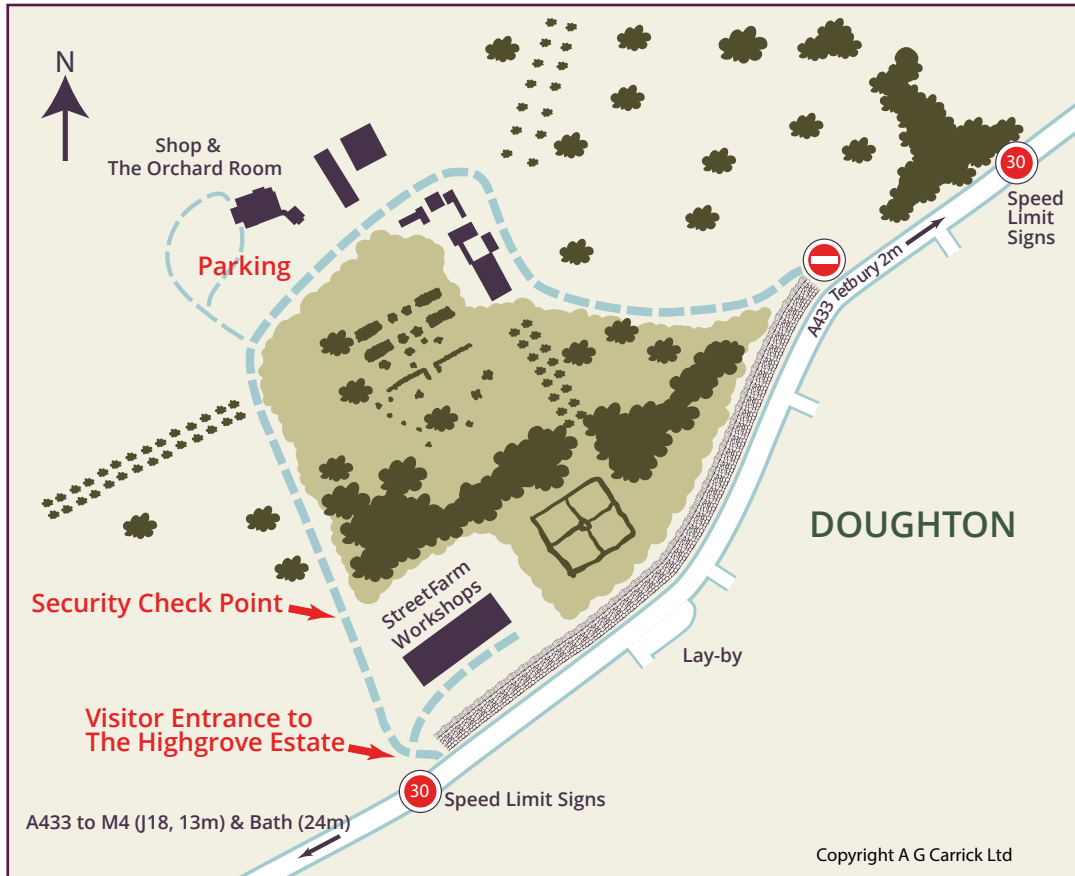 N
Shop &
The Orchard Room
Parking
30
Speed
Limit
Signs
A433 Tetbury 2m
DOUGHTON
StreetFarm
Workshops
Security Check Point
Lay-by
Visitor Entrance to
The Highgrove Estate
30
Speed Limit Signs
A433 to M4 (J18, 13m) & Bath (24m)
Copyright A G Carrick Ltd